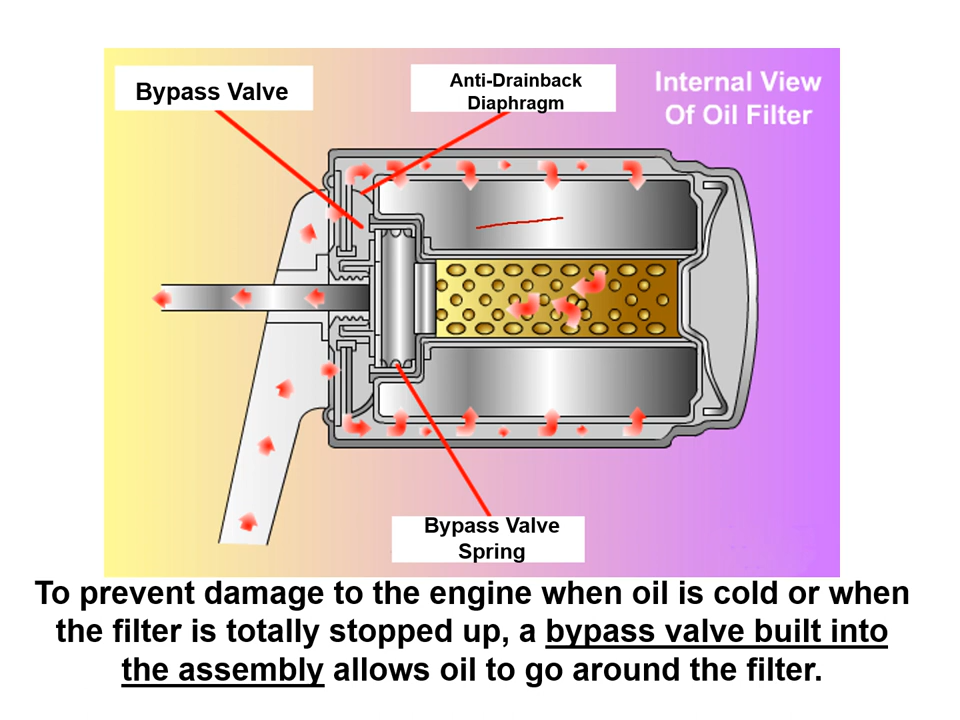 Bypass Valve
Anti-Drainback
Diaphragm
Internal View
Of Oil Filter
Bypass Valve
Spring
To prevent damage to the engine when oil is cold or when
the filter is totally stopped up, a bypass valve built into
the assembly allows oil to go around the filter.